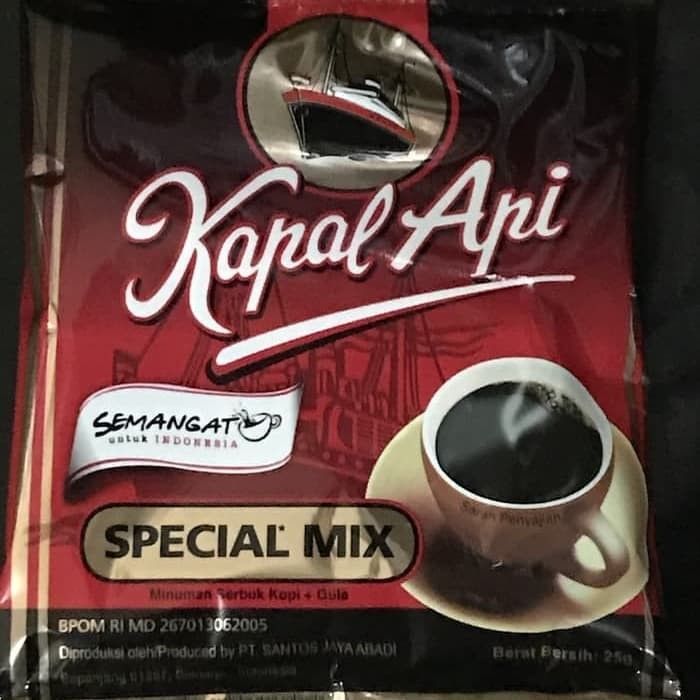 Kapal Api
SEMANGAT
untuk INDONESIA
Saran Penyajian
SPECIAL MIX
Minuman Serbuk Kopi + Gula
BPOM RI MD 267013062005
Diproduksi oleh/Produced by PT. SANTOS JAYA ABADI
Berat Bersih: 25g